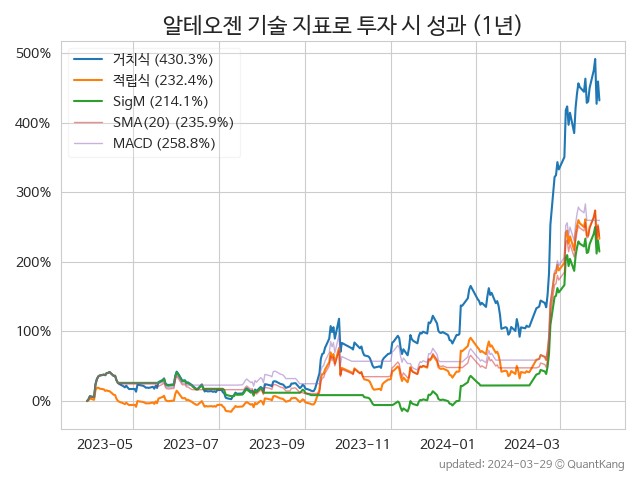 알테오젠 기술 지표로 투자 시 성과 (1년)
500%
400%
300%
200%
100%
0%
거치식 (430.3%)
적립식 (232.4%)
SigM (214.1%)
SMA(20) (235.9%)
MACD (258.8%)
2023-05 2023-07 2023-09 2023-11 2024-01 2024-03
updated: 2024-03-29 © QuantKang